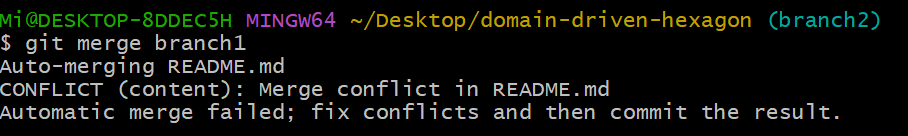 Mi@DESKTOP-8DDEC5H MINGW64 ~/Desktop/domain-driven-hexagon (branch2)
$ git merge branch1
Auto-merging README.md
CONFLICT (content): Merge conflict in README.md
Automatic merge failed; fix conflicts and then commit the result.